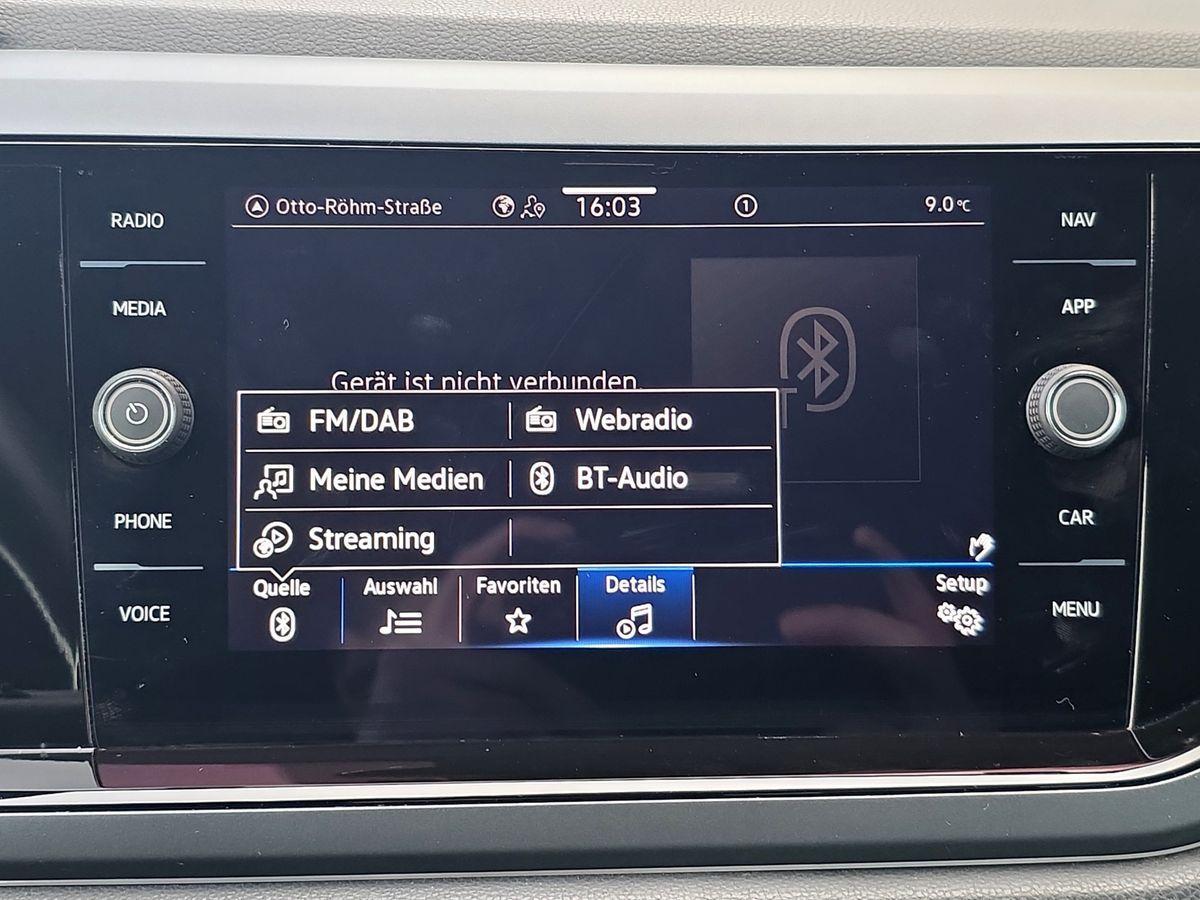 RADIO
MEDIA
PHONE
VOICE
Otto-Röhm-Straße 16:03 1 9.0 °C
Gerät ist nicht verbunden.
FM/DAB Webradio
Meine Medien BT-Audio
Streaming
Quelle Auswahl Favoriten Details Setup
NAV
APP
CAR
MENU